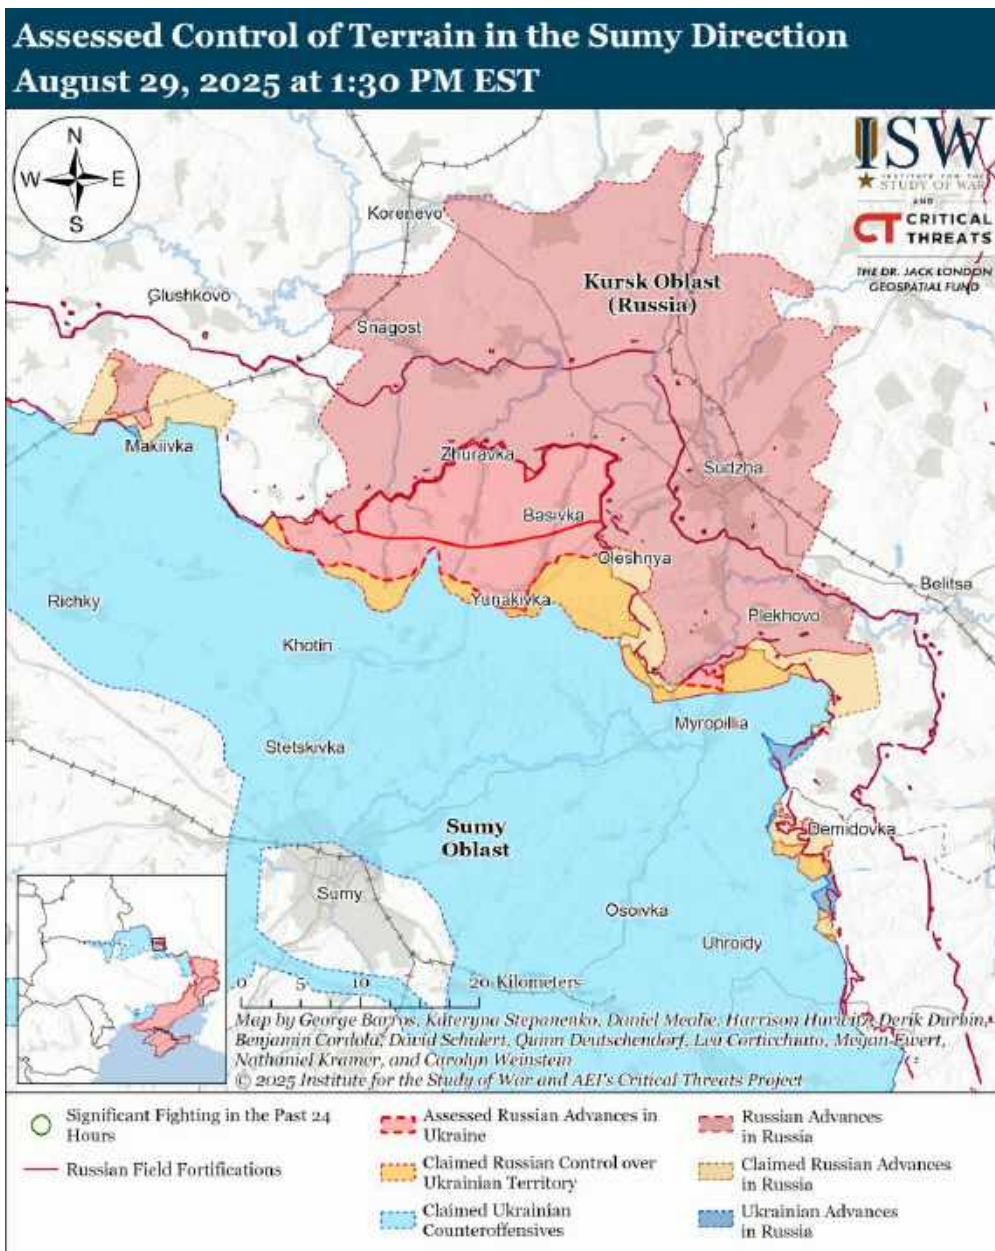 Assessed Control of Terrain in the Sumy Direction
August 29, 2025 at 1:30 PM EST
N
W E
S
ISW
INSTITUTE FOR THE
STUDY OF WAR
AND
CT CRITICAL
THREATS
THE DR. JACK LONDON
GEOSPATIAL FUND
Korenevo
Kursk Oblast
(Russia)
Glushkovo
Snagost
Makiivka
Zhuravka
Sudzha
Basivka
Oleshnya
Belitsa
Richky
Yunakivka
Plekhovo
Khotin
Myropillia
Stetskivka
Sumy
Oblast
Demidovka
Sumy
Osoivka
Uhroidy
0 5 10 20 Kilometers
Map by George Barros, Kateryna Stepanenko, Daniel Mealie, Harrison Hurwitz, Derik Durbin,
Benjamin Cordola, David Schulert, Quinn Deutschendorf, Lea Corticchiato, Megan Ewert,
Nathaniel Kramer, and Carolyn Weinstein
© 2025 Institute for the Study of War and AEI's Critical Threats Project
Significant Fighting in the Past 24
Hours
Russian Field Fortifications
Assessed Russian Advances in
Ukraine
Claimed Russian Control over
Ukrainian Territory
Claimed Ukrainian
Counteroffensives
Russian Advances
in Russia
Claimed Russian Advances
in Russia
Ukrainian Advances
in Russia